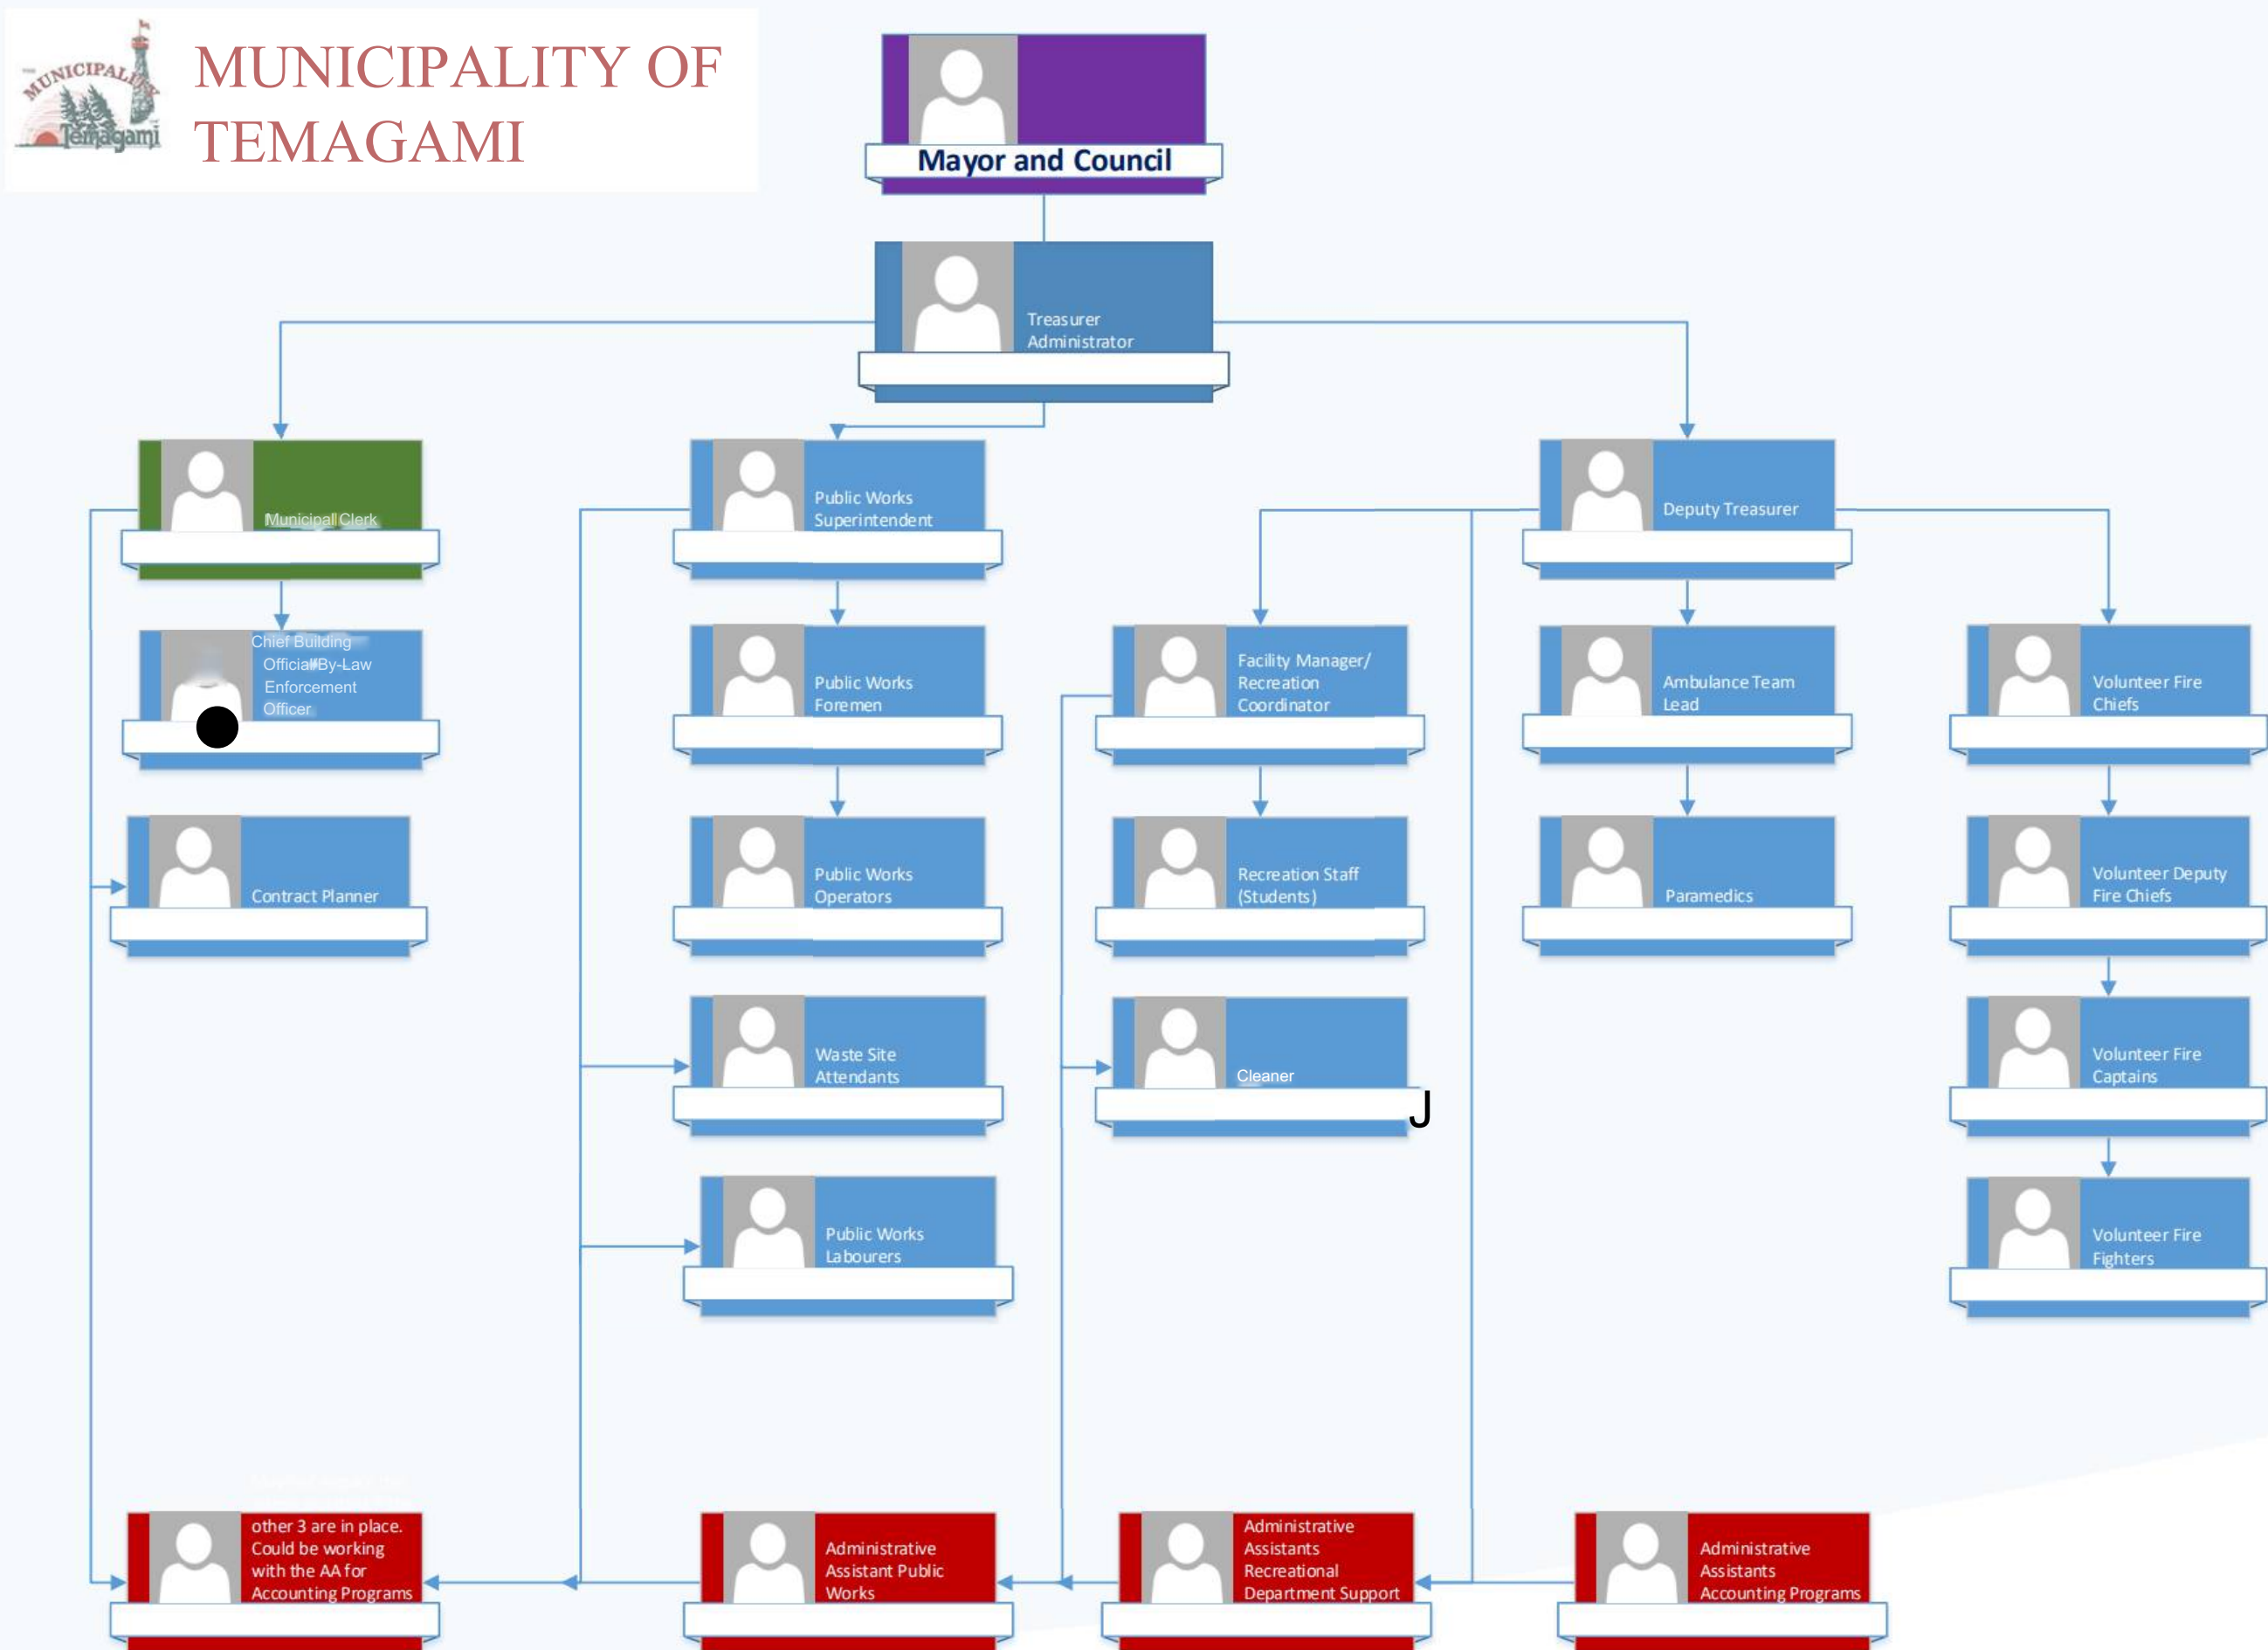 THE
MUNICIPALITY
Temagami
MUNICIPALITY OF
TEMAGAMI
Mayor and Council
Treasurer
Administrator
Municipal Clerk
Public Works
Superintendent
Deputy Treasurer
Chief Building
Official/By-Law
Enforcement
Officer
Public Works
Foremen
Facility Manager/
Recreation
Coordinator
Ambulance Team
Lead
Volunteer Fire
Chiefs
Contract Planner
Public Works
Operators
Recreation Staff
(Students)
Paramedics
Volunteer Deputy
Fire Chiefs
Waste Site
Attendants
Cleaner
J
Volunteer Fire
Captains
Public Works
Labourers
Volunteer Fire
Fighters
other 3 are in place.
Could be working
with the AA for
Accounting Programs
Administrative
Assistant Public
Works
Administrative
Assistants
Recreational
Department Support
Administrative
Assistants
Accounting Programs